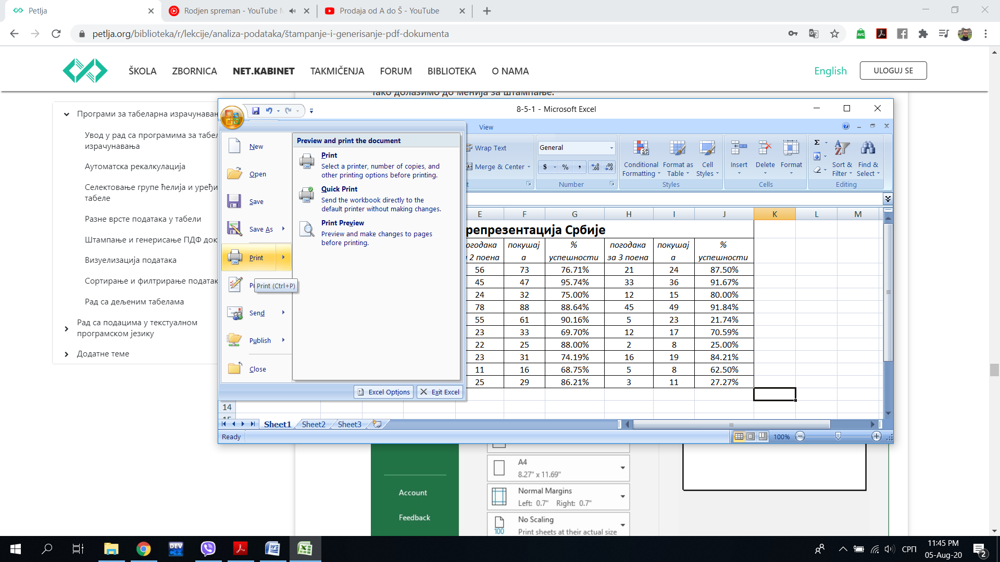 Petlja
Rodjen spreman - YouTube M
Prodaja od A do Š - YouTube
petlja.org/biblioteka/r/lekcije/analiza-podataka/štampanje-i-generisanje-pdf-dokumenta
ŠKOLA ZBORNICA NET.KABINET TAKMIČENJA FORUM BIBLIOTEKA O NAMA
English
ULOGUJ SE
тако долазимо до менија за штампање.
Програми за табеларна израчунаван
Увод у рад са програмима за табел
израчунавања
Аутоматска рекалкулација
Селектовање групе ћелија и уређи
табеле
Разне врсте података у табели
Штампање и генерисање ПДФ док
Визуелизација података
Сортирање и филтрирање податак
Рад са дељеним табелама
Рад са подацима у текстуалном
програмском језику
Додатне теме
8-5-1 - Microsoft Excel
View
New
Open
Save
Save As
Print
Print (Ctrl+P)
Send
Publish
Close
Preview and print the document
Print
Select a printer, number of copies, and
other printing options before printing.
Quick Print
Send the workbook directly to the
default printer without making changes.
Print Preview
Preview and make changes to pages
before printing.
Excel Options
Exit Excel
Wrap Text
Merge & Center
General
$ % ,
Number
Conditional
Formatting
Format as
Table
Cell
Styles
Styles
Insert Delete Format
Cells
Σ
Sort &
Filter
Find &
Select
Editing
E F G H I J K L M
репрезентација Србије
огодака покушај % погодака покушај %
2 поена а успешности за 3 поена а успешности
56 73 76.71% 21 24 87.50%
45 47 95.74% 33 36 91.67%
24 32 75.00% 12 15 80.00%
78 88 88.64% 45 49 91.84%
55 61 90.16% 5 23 21.74%
23 33 69.70% 12 17 70.59%
22 25 88.00% 2 8 25.00%
23 31 74.19% 16 19 84.21%
11 16 68.75% 5 8 62.50%
25 29 86.21% 3 11 27.27%
14
Sheet1 Sheet2 Sheet3
Ready
100%
A4
8.27" x 11.69"
Normal Margins
Left: 0.7" Right: 0.7"
No Scaling
Print sheets at their actual size
100
Account
Feedback
DEV
СРП
11:45 PM
05-Aug-20
2